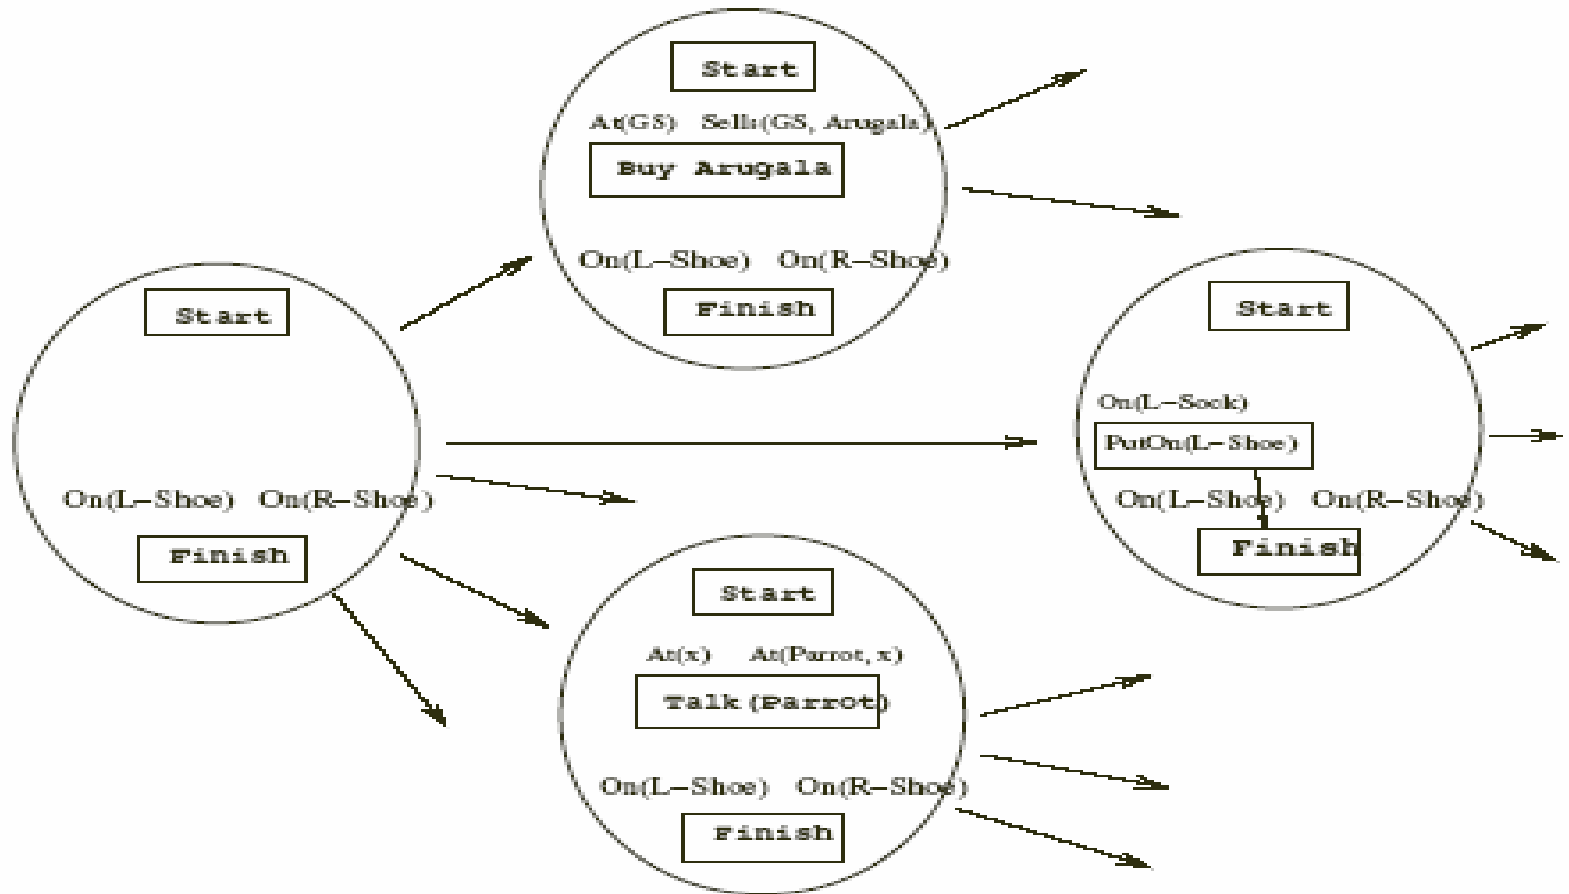 Start
On(L-Shoe) On(R-Shoe)
Finish
Start
At(GS) Sells(GS, Arugala)
Buy Arugala
On(L-Shoe) On(R-Shoe)
Finish
Start
At(x) At(Parrot, x)
Talk(Parrot)
On(L-Shoe) On(R-Shoe)
Finish
Start
On(L-Sock)
PutOn(L-Shoe)
On(L-Shoe) On(R-Shoe)
Finish